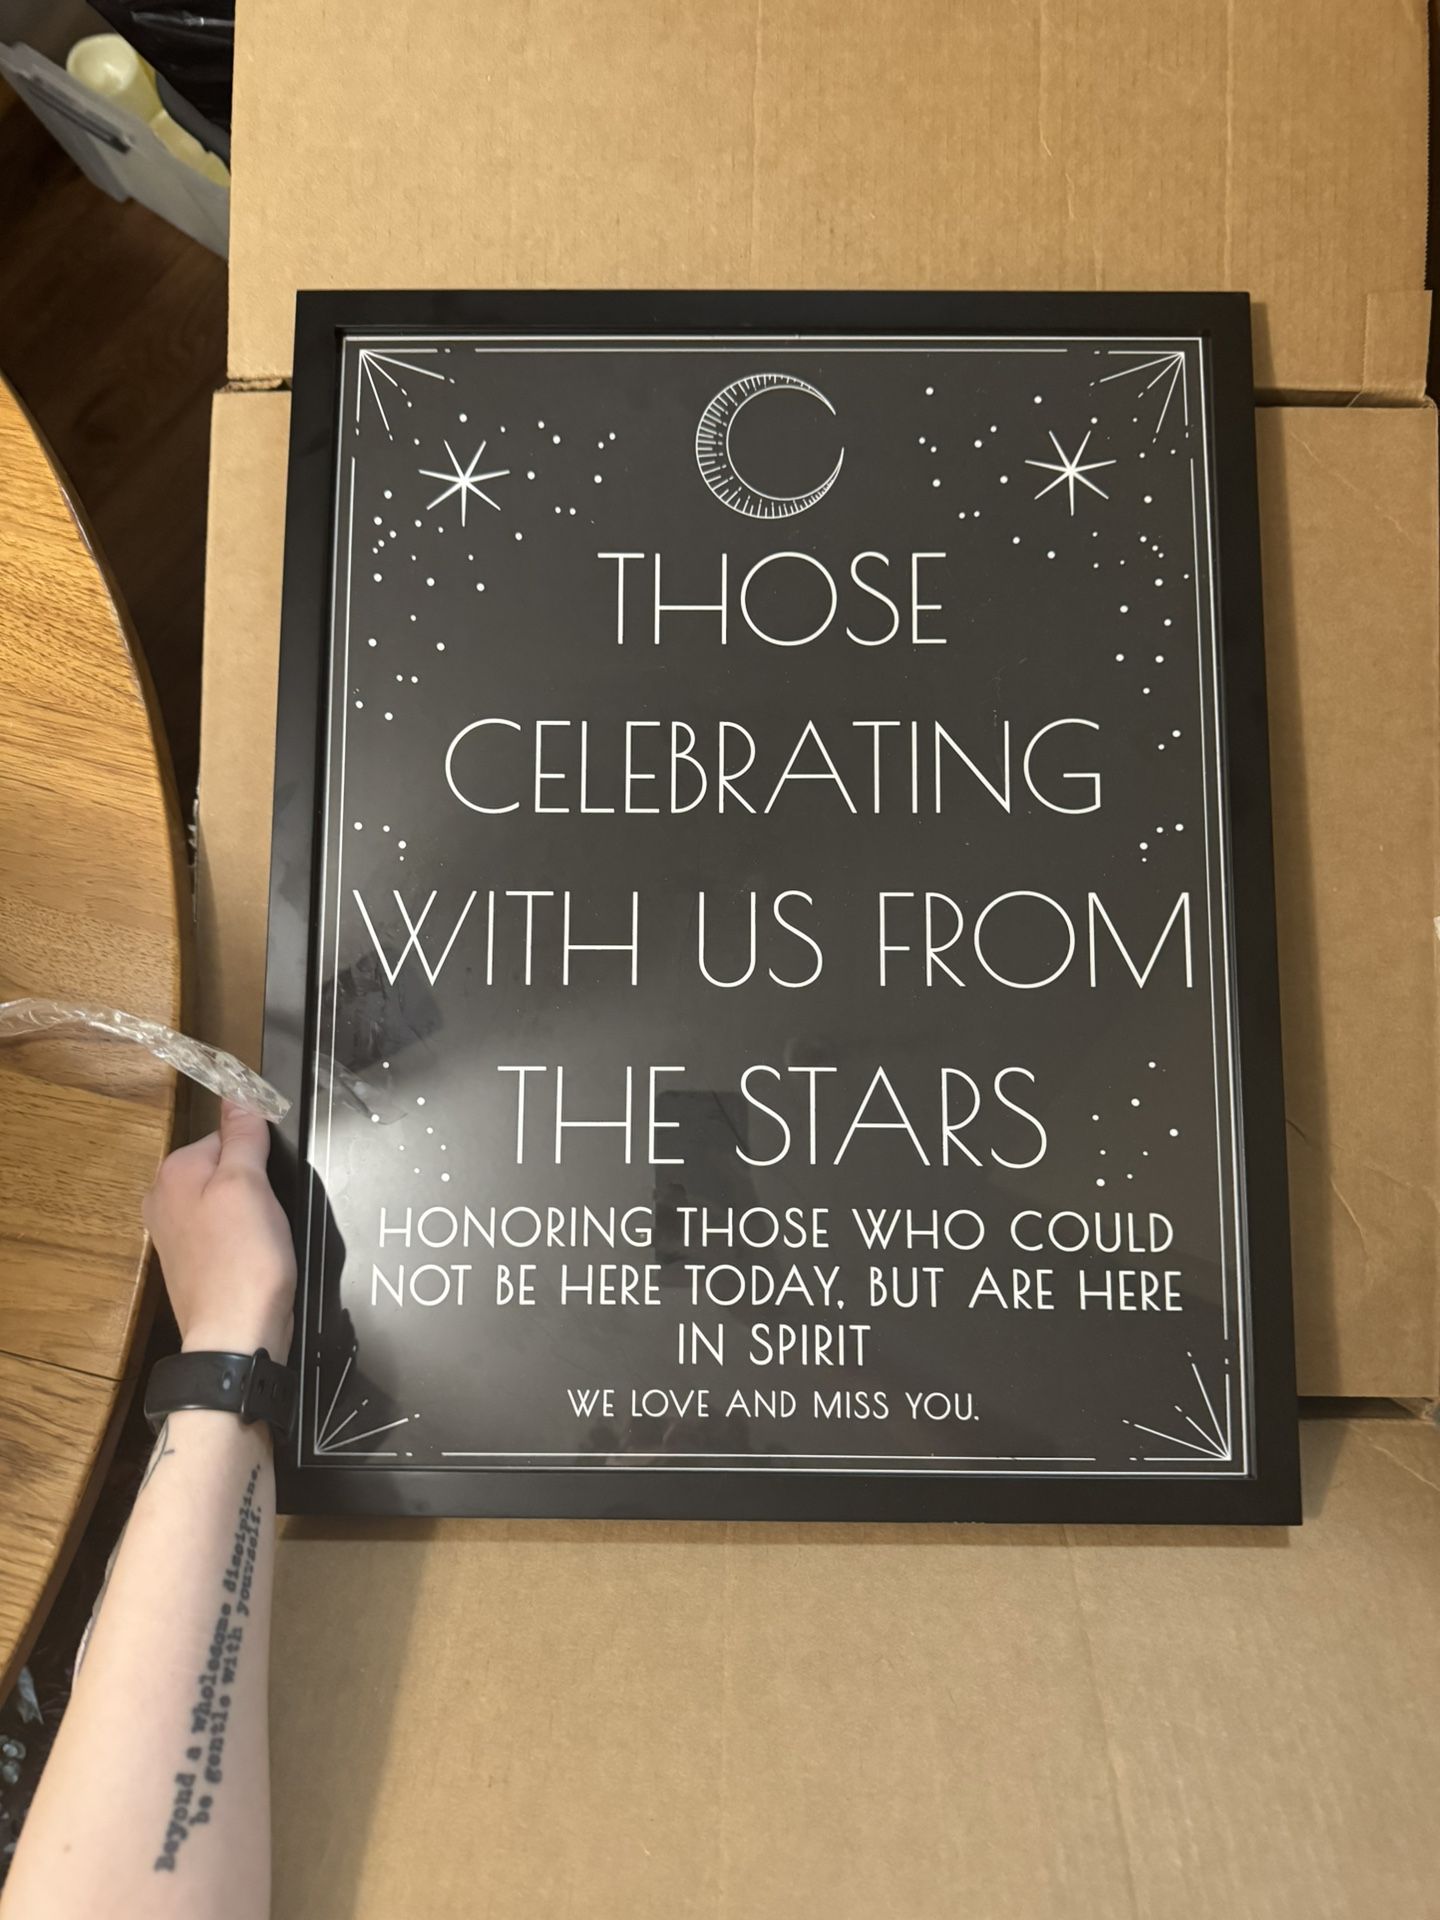 THOSE
CELEBRATING
WITH US FROM
THE STARS
HONORING THOSE WHO COULD
NOT BE HERE TODAY, BUT ARE HERE
IN SPIRIT
WE LOVE AND MISS YOU.
Beyond a wholesome discipline,
be gentle with yourself.